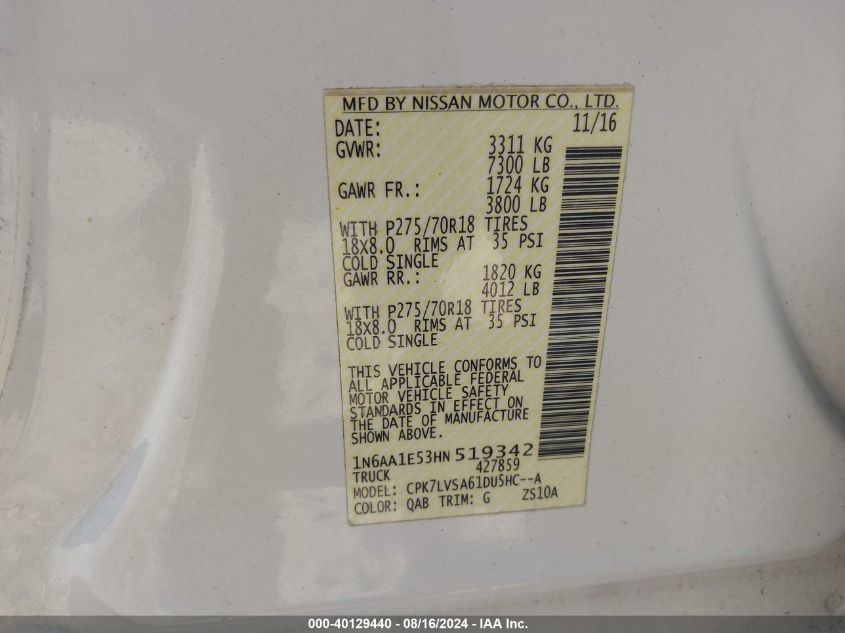 MFD BY NISSAN MOTOR CO., LTD.
DATE: 11/16
GVWR: 3311 KG
7300 LB
GAWR FR.: 1724 KG
3800 LB
WITH P275/70R18 TIRES
18X8.0 RIMS AT 35 PSI
COLD SINGLE
GAWR RR.: 1820 KG
4012 LB
WITH P275/70R18 TIRES
18X8.0 RIMS AT 35 PSI
COLD SINGLE
THIS VEHICLE CONFORMS TO
ALL APPLICABLE FEDERAL
MOTOR VEHICLE SAFETY
STANDARDS IN EFFECT ON
THE DATE OF MANUFACTURE
SHOWN ABOVE.
1N6AA1E53HN 519342
TRUCK 427859
MODEL: CPK7LVSA61DU5HC--A
COLOR: QAB TRIM: G ZS10A
000-40129440 - 08/16/2024 - IAA Inc.